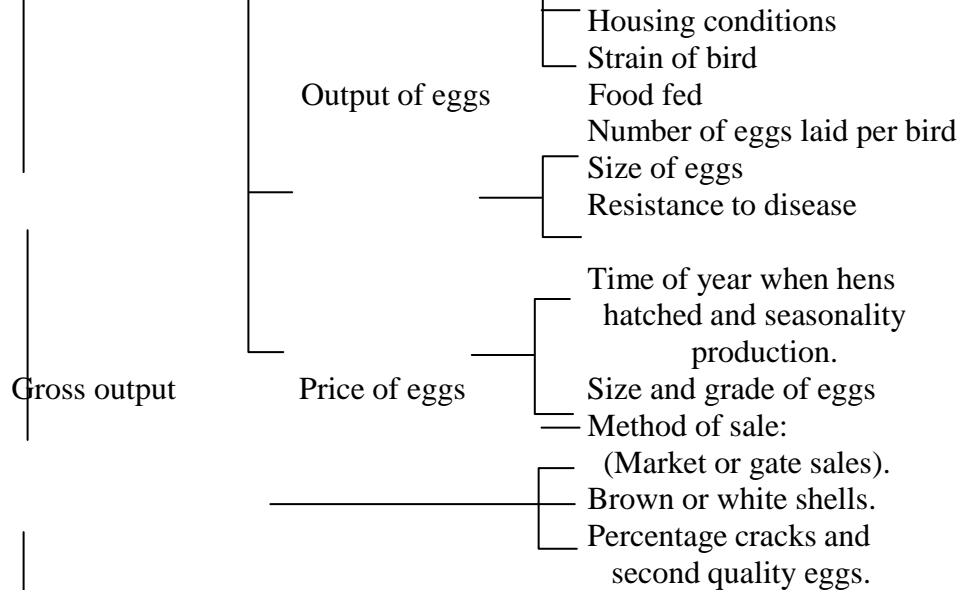 Housing conditions
Strain of bird
Output of eggs Food fed
Number of eggs laid per bird
Size of eggs
Resistance to disease
Time of year when hens
hatched and seasonality
production.
Gross output Price of eggs Size and grade of eggs
Method of sale:
(Market or gate sales).
Brown or white shells.
Percentage cracks and
second quality eggs.